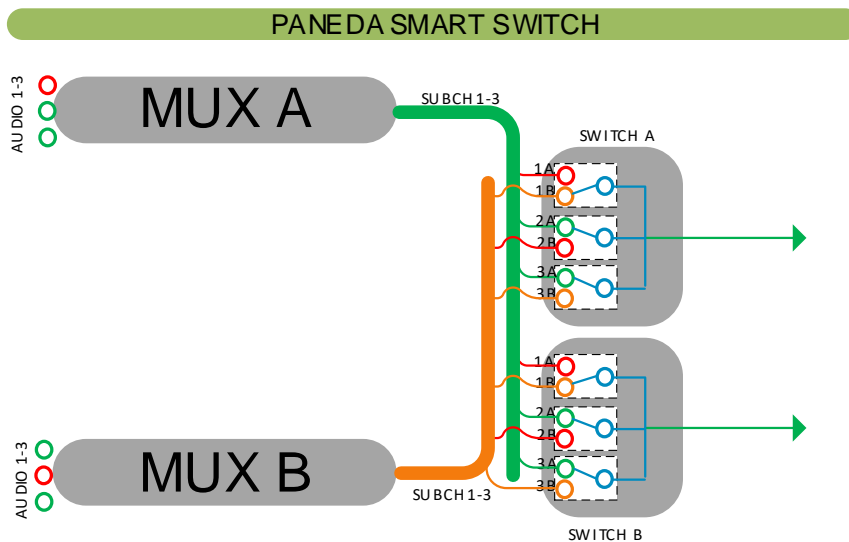 PANEDA SMART SWITCH
AUDIO 1-3
MUX A
SUBCH 1-3
SWITCH A
1A
1B
2A
2B
3A
3B
1A
1B
2A
2B
3A
3B
AUDIO 1-3
MUX B
SUBCH 1-3
SWITCH B